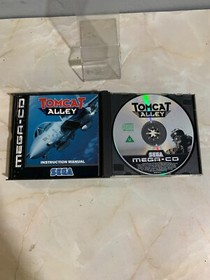 MEGA-CD
TOMCAT
ALLEY
INSTRUCTION MANUAL
SEGA
TOMCAT
ALLEY
SEGA
MEGA-CD